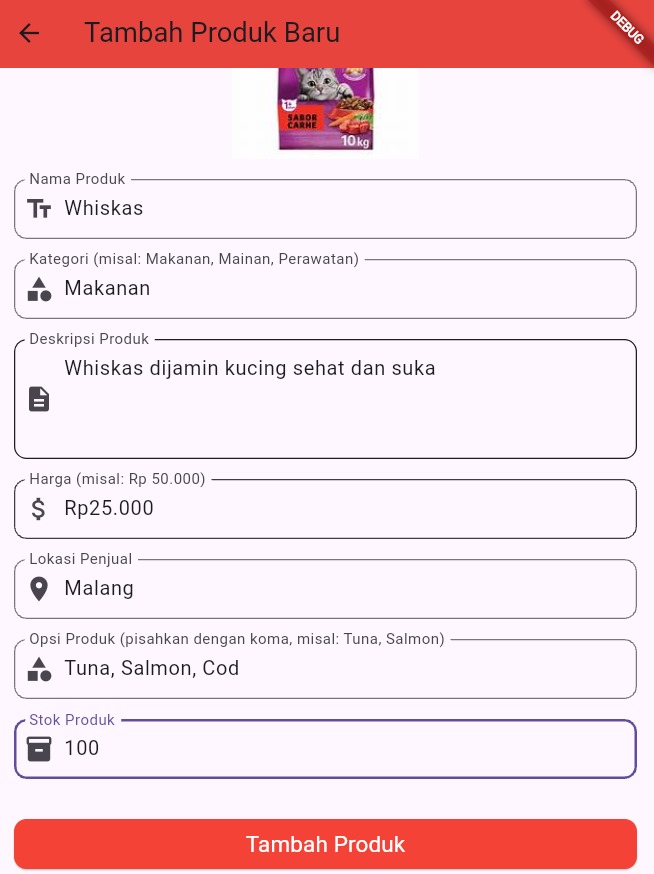 Tambah Produk Baru
DEBUG
1+
SABOR
CARNE
10kg
Nama Produk
Whiskas
Kategori (misal: Makanan, Mainan, Perawatan)
Makanan
Deskripsi Produk
Whiskas dijamin kucing sehat dan suka
Harga (misal: Rp 50.000)
$ Rp25.000
Lokasi Penjual
Malang
Opsi Produk (pisahkan dengan koma, misal: Tuna, Salmon)
Tuna, Salmon, Cod
Stok Produk
100
Tambah Produk